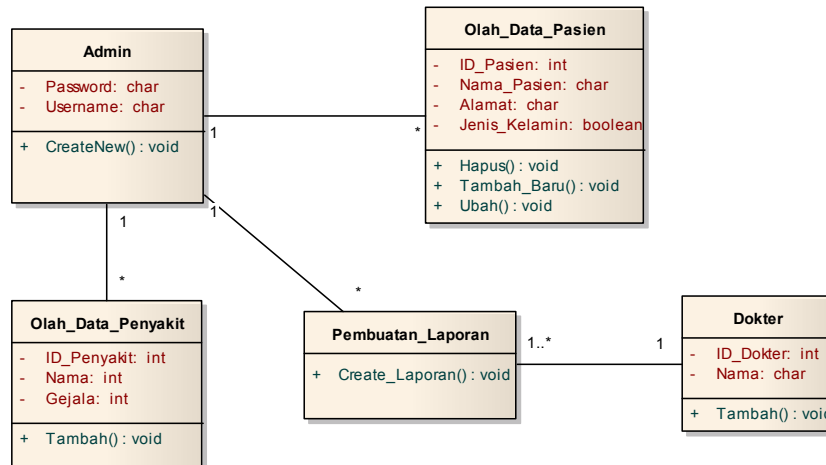 Admin
- Password: char
- Username: char
+ CreateNew() : void
Olah_Data_Pasien
- ID_Pasien: int
- Nama_Pasien: char
- Alamat: char
- Jenis_Kelamin: boolean
+ Hapus() : void
+ Tambah_Baru() : void
+ Ubah() : void
1
*
1
*
1
*
Olah_Data_Penyakit
- ID_Penyakit: int
- Nama: int
- Gejala: int
+ Tambah() : void
Pembuatan_Laporan
+ Create_Laporan() : void
1..*
1
Dokter
- ID_Dokter: int
- Nama: char
+ Tambah() : void